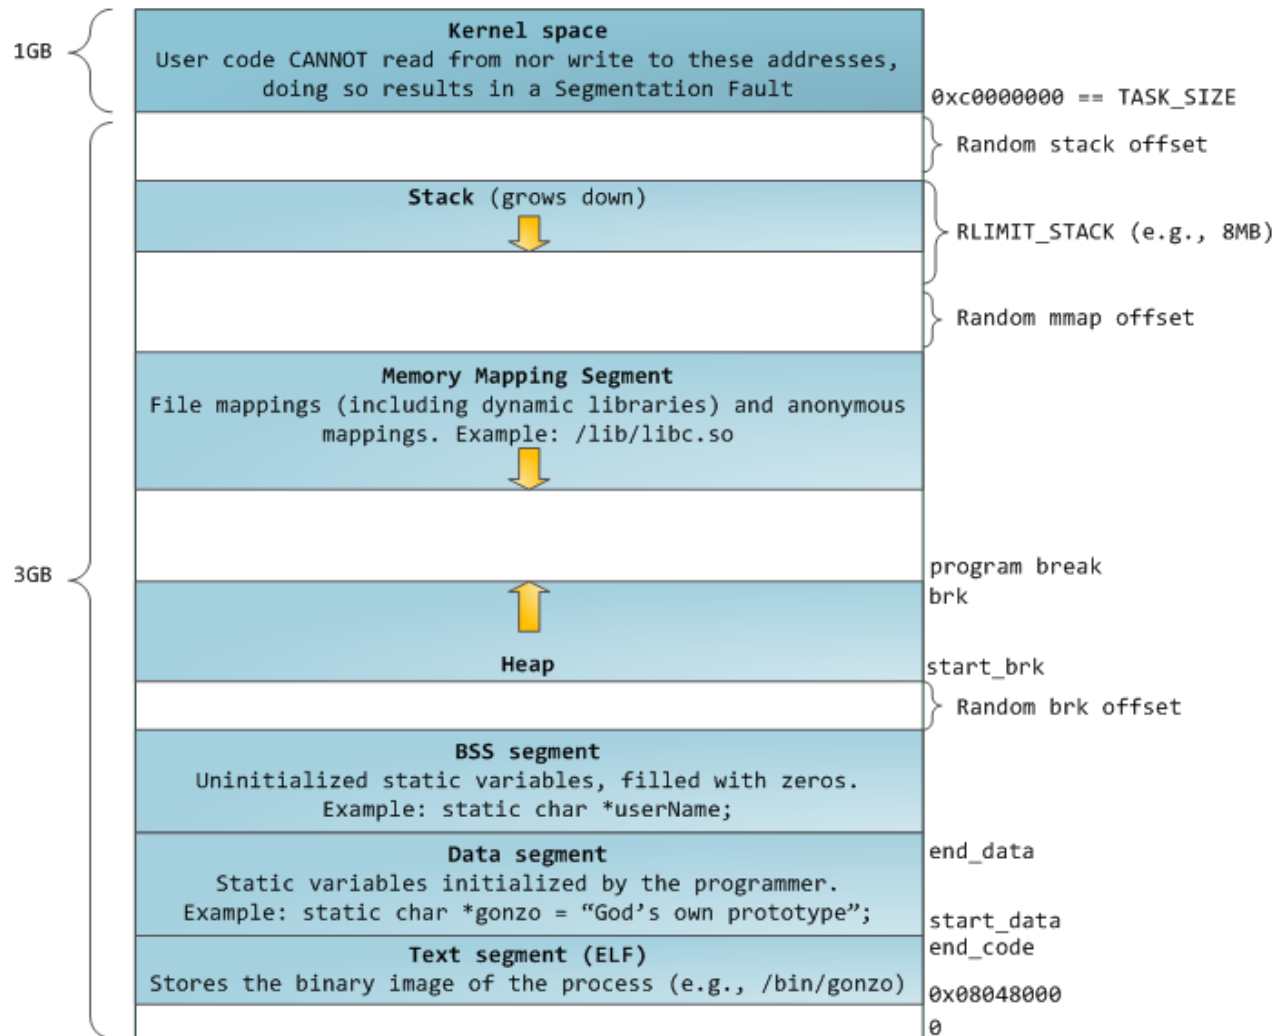 1GB
Kernel space
User code CANNOT read from nor write to these addresses,
doing so results in a Segmentation Fault
0xc0000000 == TASK_SIZE
Random stack offset
Stack (grows down)
RLIMIT_STACK (e.g., 8MB)
Random mmap offset
Memory Mapping Segment
File mappings (including dynamic libraries) and anonymous
mappings. Example: /lib/libc.so
3GB
program break
brk
Heap
start_brk
Random brk offset
BSS segment
Uninitialized static variables, filled with zeros.
Example: static char *userName;
Data segment
end_data
Static variables initialized by the programmer.
Example: static char *gonzo = “God’s own prototype”;
start_data
end_code
Text segment (ELF)
Stores the binary image of the process (e.g., /bin/gonzo)
0x08048000
0